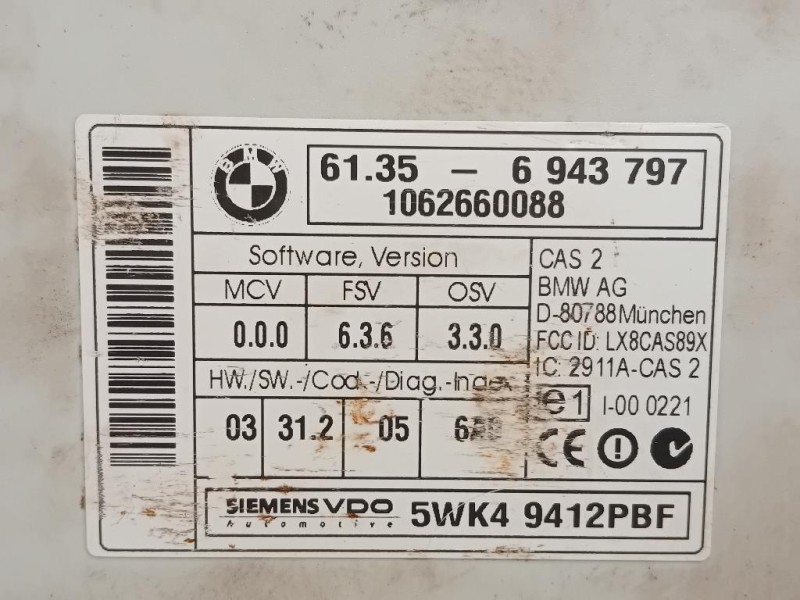 BMW
61.35 – 6 943 797
1062660088
Software, Version
MCV FSV OSV
0.0.0 6.3.6 3.3.0
HW./SW.-/Cod.-/Diag.-Index
03 31.2 05
CAS 2
BMW AG
D-80788 München
FCC ID: LX8CAS89X
IC: 2911A-CAS 2
e1 I-00 0221
CE
SIEMENS VDO
Automotive
5WK4 9412PBF